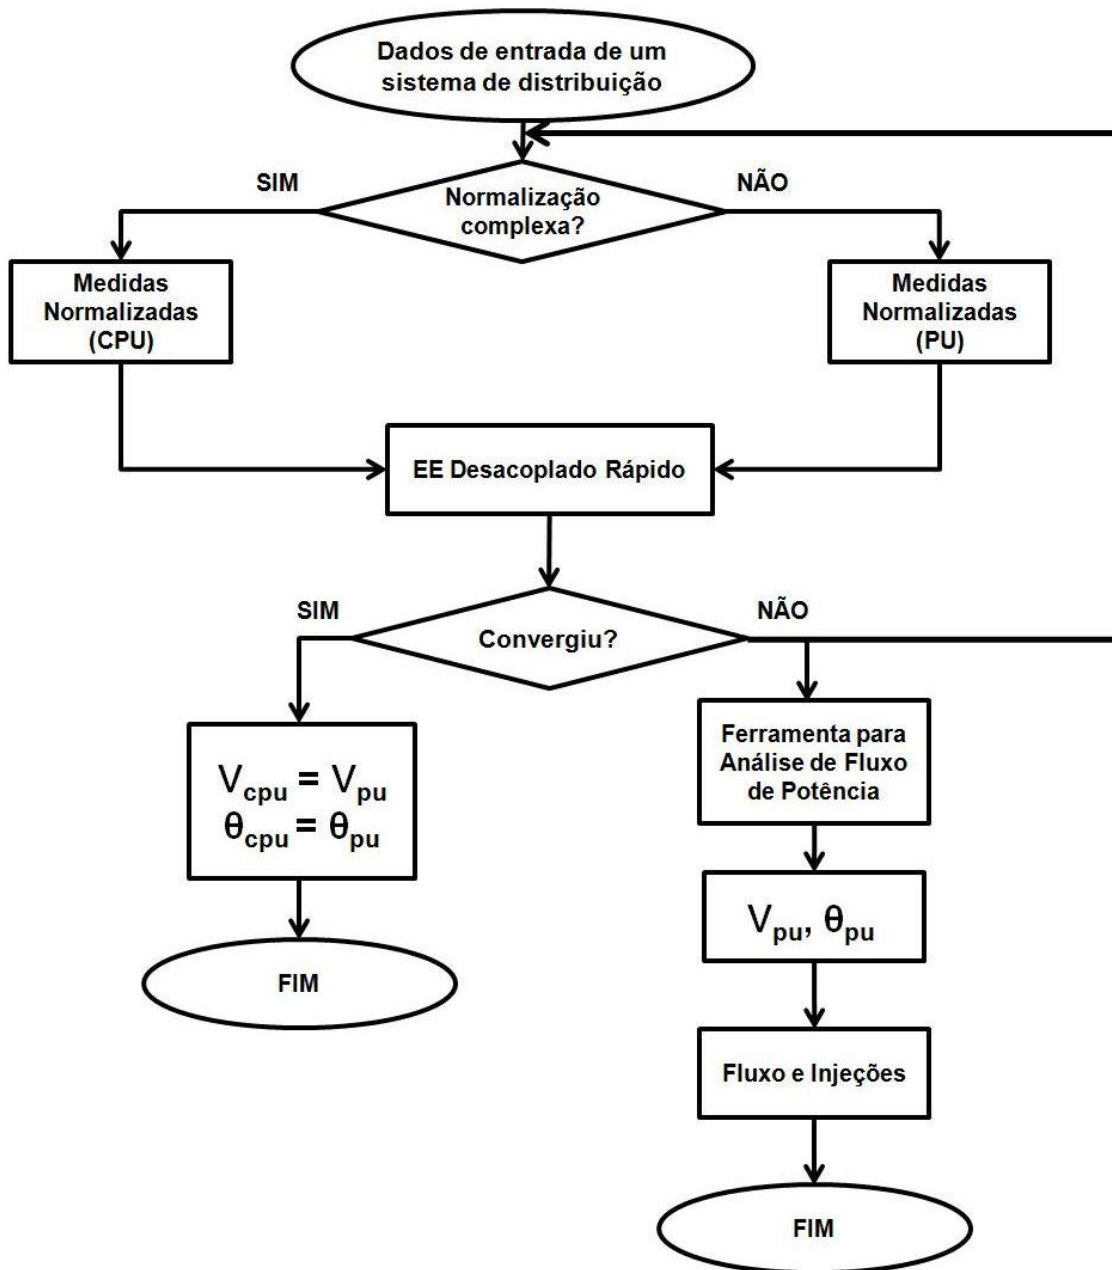 Dados de entrada de um
sistema de distribuição
SIM
NÃO
Normalização
complexa?
Medidas
Normalizadas
(CPU)
Medidas
Normalizadas
(PU)
EE Desacoplado Rápido
SIM
NÃO
Convergiu?
Vcpu = Vpu
θcpu = θpu
Ferramenta para
Análise de Fluxo
de Potência
Vpu, θpu
FIM
Fluxo e Injeções
FIM